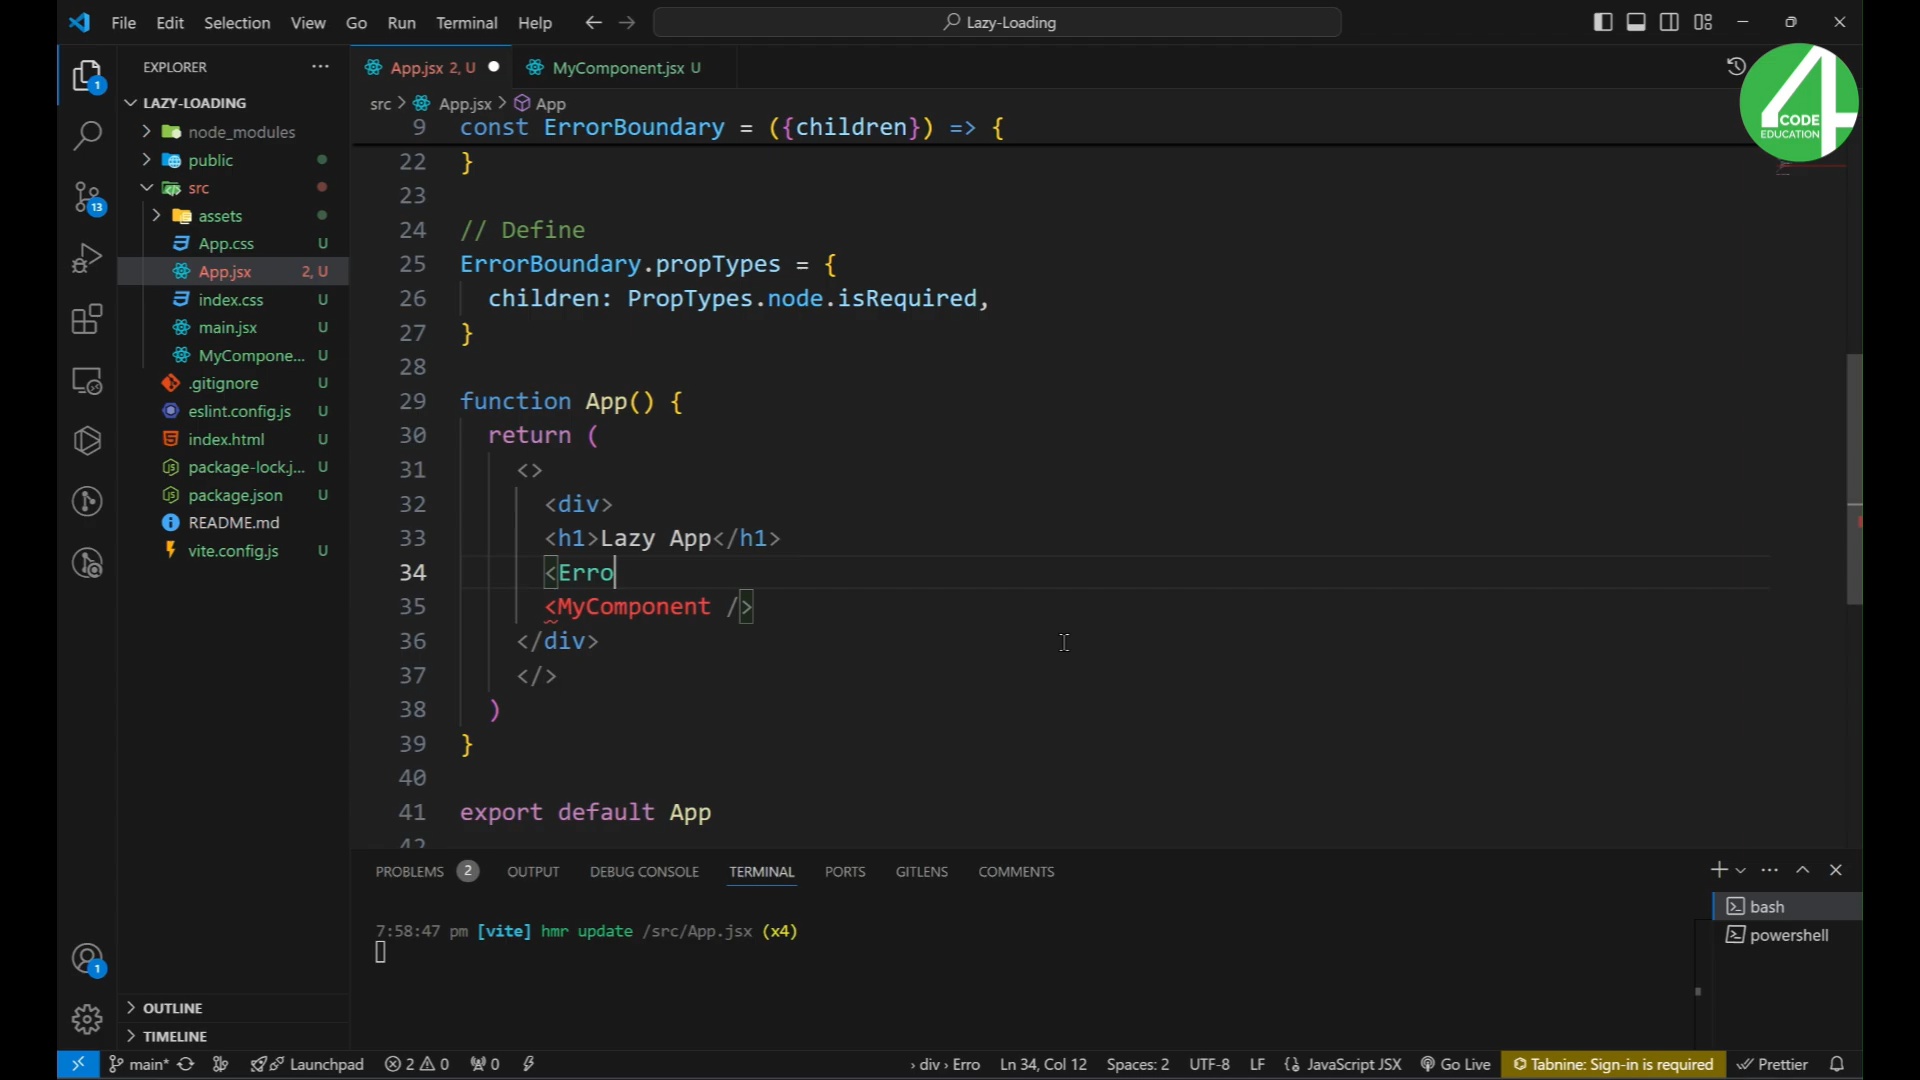 File Edit Selection View Go Run Terminal Help
Lazy-Loading
EXPLORER
App.jsx 2, U
MyComponent.jsx U
4
CODE
EDUCATION
LAZY-LOADING
src > App.jsx > App
node_modules
public
src
assets
App.css U
App.jsx 2, U
index.css U
main.jsx U
MyCompone... U
.gitignore U
eslint.config.js U
index.html U
package-lock.j... U
package.json U
README.md
vite.config.js U
1
13
9 const ErrorBoundary = ({children}) => {
22 }
23
24 // Define
25 ErrorBoundary.propTypes = {
26 children: PropTypes.node.isRequired,
27 }
28
29 function App() {
30 return (
31 <>
32 <div>
33 <h1>Lazy App</h1>
34 <Erro
35 <MyComponent />
36 </div>
37 </>
38 )
39 }
40
41 export default App
42
PROBLEMS 2 OUTPUT DEBUG CONSOLE TERMINAL PORTS GITLENS COMMENTS
7:58:47 pm [vite] hmr update /src/App.jsx (x4)
bash
powershell
1
OUTLINE
TIMELINE
main* Launchpad 2 0 0 › div › Erro Ln 34, Col 12 Spaces: 2 UTF-8 LF {} JavaScript JSX Go Live Tabnine: Sign-in is required Prettier